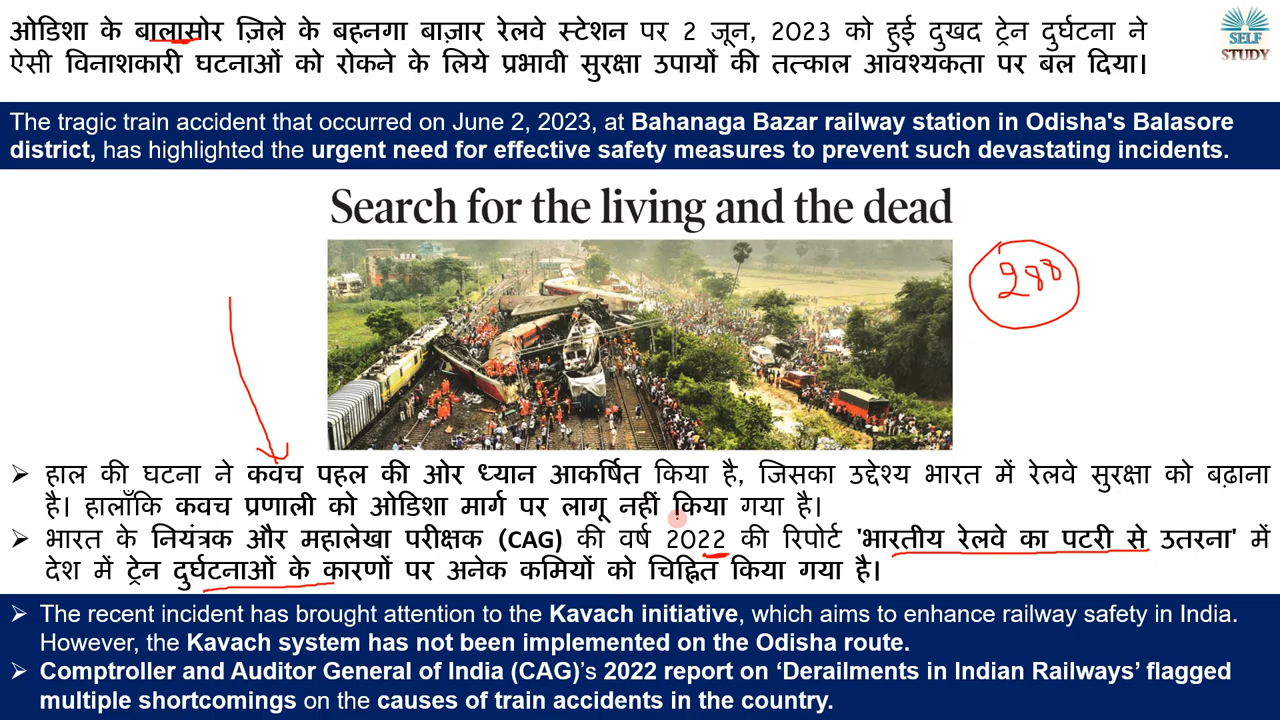 ओडिशा के बालासोर ज़िले के बहनगा बाज़ार रेलवे स्टेशन पर 2 जून, 2023 को हुई दुखद ट्रेन दुर्घटना ने
ऐसी विनाशकारी घटनाओं को रोकने के लिये प्रभावी सुरक्षा उपायों की तत्काल आवश्यकता पर बल दिया।
SELF
STUDY
The tragic train accident that occurred on June 2, 2023, at Bahanaga Bazar railway station in Odisha's Balasore
district, has highlighted the urgent need for effective safety measures to prevent such devastating incidents.
Search for the living and the dead
288
➢ हाल की घटना ने कवच पहल की ओर ध्यान आकर्षित किया है, जिसका उद्देश्य भारत में रेलवे सुरक्षा को बढ़ाना
है। हालाँकि कवच प्रणाली को ओडिशा मार्ग पर लागू नहीं किया गया है।
➢ भारत के नियंत्रक और महालेखा परीक्षक (CAG) की वर्ष 2022 की रिपोर्ट 'भारतीय रेलवे का पटरी से उतरना' में
देश में ट्रेन दुर्घटनाओं के कारणों पर अनेक कमियों को चिह्नित किया गया है।
➢ The recent incident has brought attention to the Kavach initiative, which aims to enhance railway safety in India.
However, the Kavach system has not been implemented on the Odisha route.
➢ Comptroller and Auditor General of India (CAG)'s 2022 report on ‘Derailments in Indian Railways’ flagged
multiple shortcomings on the causes of train accidents in the country.